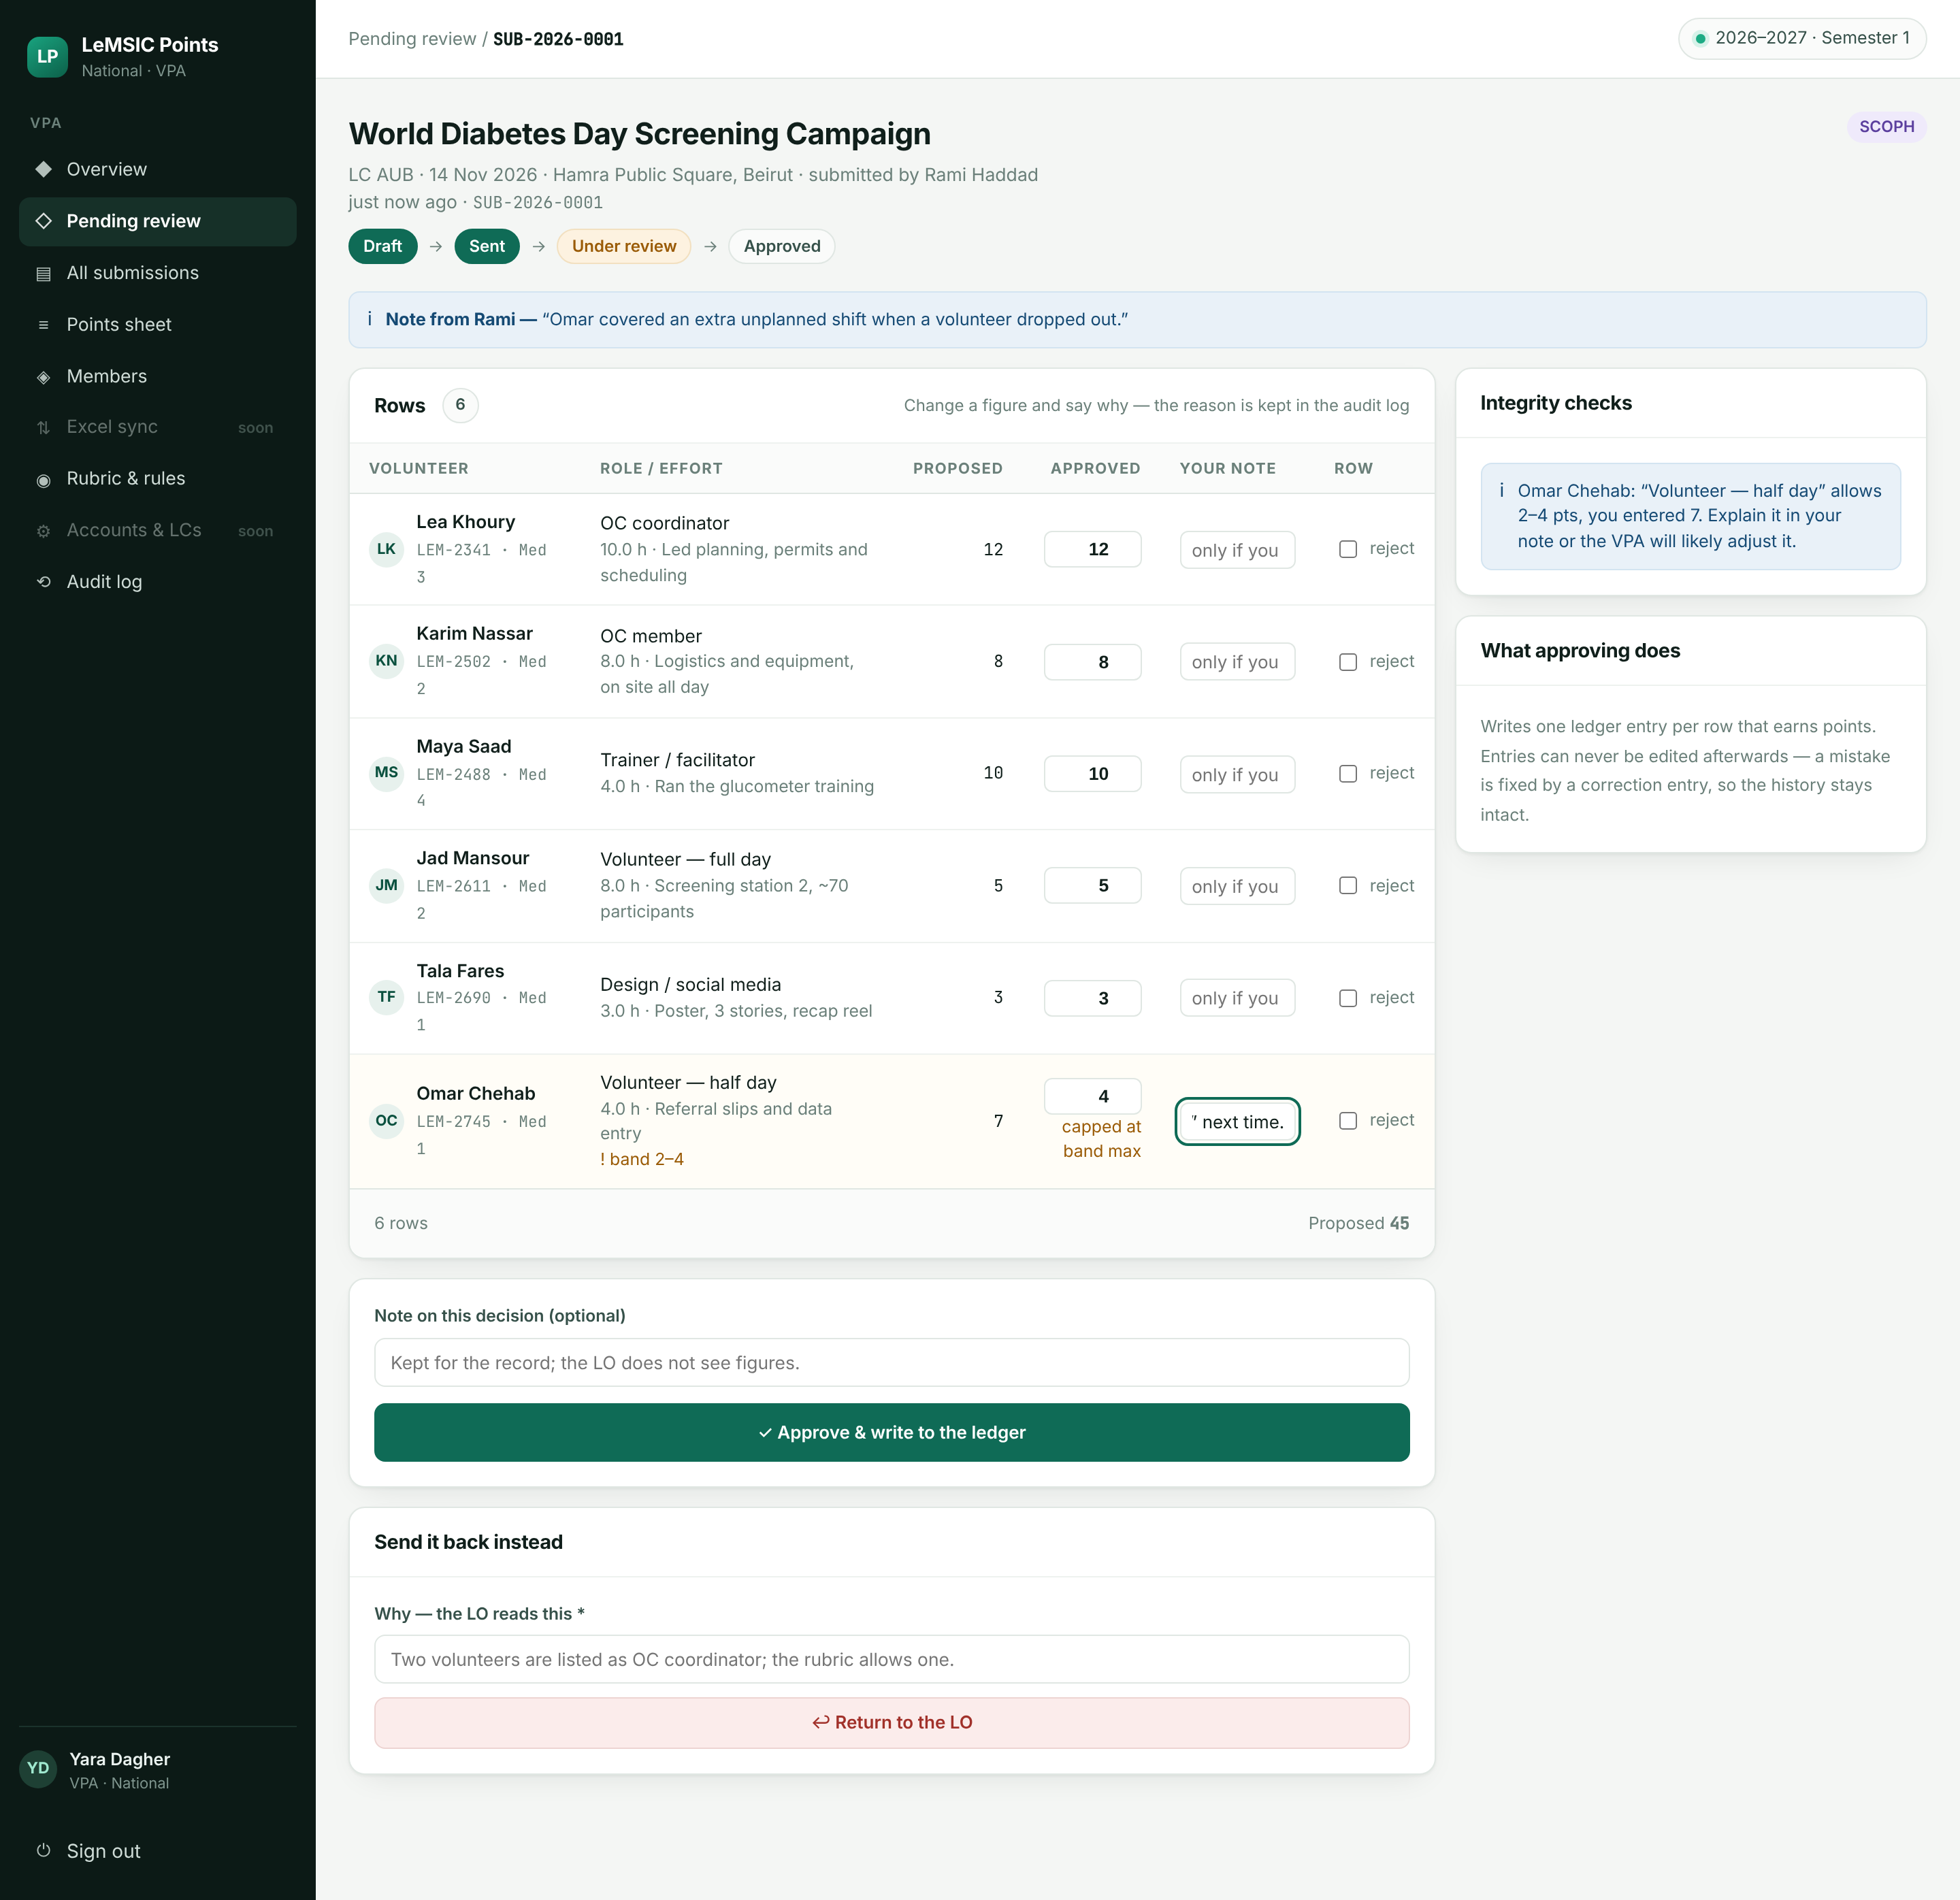 LP
LeMSIC Points
National · VPA
VPA
Overview
Pending review
All submissions
Points sheet
Members
Excel sync soon
Rubric & rules
Accounts & LCs soon
Audit log
YD
Yara Dagher
VPA · National
Sign out
Pending review / SUB-2026-0001
2026–2027 · Semester 1
World Diabetes Day Screening Campaign
SCOPH
LC AUB · 14 Nov 2026 · Hamra Public Square, Beirut · submitted by Rami Haddad
just now ago · SUB-2026-0001
Draft → Sent → Under review → Approved
i Note from Rami — “Omar covered an extra unplanned shift when a volunteer dropped out.”
Rows 6
Change a figure and say why — the reason is kept in the audit log
VOLUNTEER ROLE / EFFORT PROPOSED APPROVED YOUR NOTE ROW
LK
Lea Khoury
LEM-2341 · Med
3
OC coordinator
10.0 h · Led planning, permits and
scheduling
12
12
only if you
reject
KN
Karim Nassar
LEM-2502 · Med
2
OC member
8.0 h · Logistics and equipment,
on site all day
8
8
only if you
reject
MS
Maya Saad
LEM-2488 · Med
4
Trainer / facilitator
4.0 h · Ran the glucometer training
10
10
only if you
reject
JM
Jad Mansour
LEM-2611 · Med
2
Volunteer — full day
8.0 h · Screening station 2, ~70
participants
5
5
only if you
reject
TF
Tala Fares
LEM-2690 · Med
1
Design / social media
3.0 h · Poster, 3 stories, recap reel
3
3
only if you
reject
OC
Omar Chehab
LEM-2745 · Med
1
Volunteer — half day
4.0 h · Referral slips and data
entry
! band 2–4
7
4
capped at
band max
” next time.
reject
6 rows
Proposed 45
Note on this decision (optional)
Kept for the record; the LO does not see figures.
✓ Approve & write to the ledger
Send it back instead
Why — the LO reads this *
Two volunteers are listed as OC coordinator; the rubric allows one.
↩ Return to the LO
Integrity checks
i Omar Chehab: “Volunteer — half day” allows
2–4 pts, you entered 7. Explain it in your
note or the VPA will likely adjust it.
What approving does
Writes one ledger entry per row that earns points.
Entries can never be edited afterwards — a mistake
is fixed by a correction entry, so the history stays
intact.